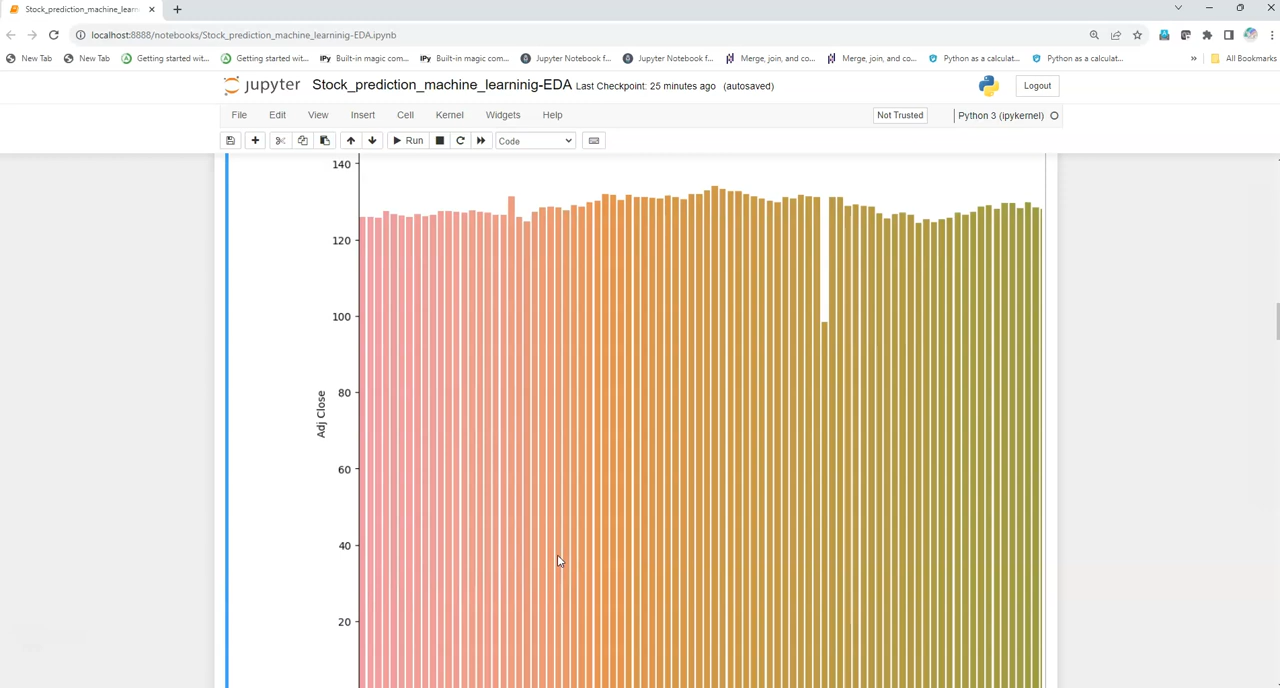 Stock_prediction_machine_learn
localhost:8888/notebooks/Stock_prediction_machine_learninig-EDA.ipynb
New Tab New Tab Getting started wit... Getting started wit... IPy Built-in magic com... IPy Built-in magic com... Jupyter Notebook f... Jupyter Notebook f... Merge, join, and co... Merge, join, and co... Python as a calculat... Python as a calculat... » All Bookmarks
jupyter Stock_prediction_machine_learninig-EDA Last Checkpoint: 25 minutes ago (autosaved) Logout
File Edit View Insert Cell Kernel Widgets Help Not Trusted Python 3 (ipykernel)
Run Code
140
120
100
80
Adj Close
60
40
20